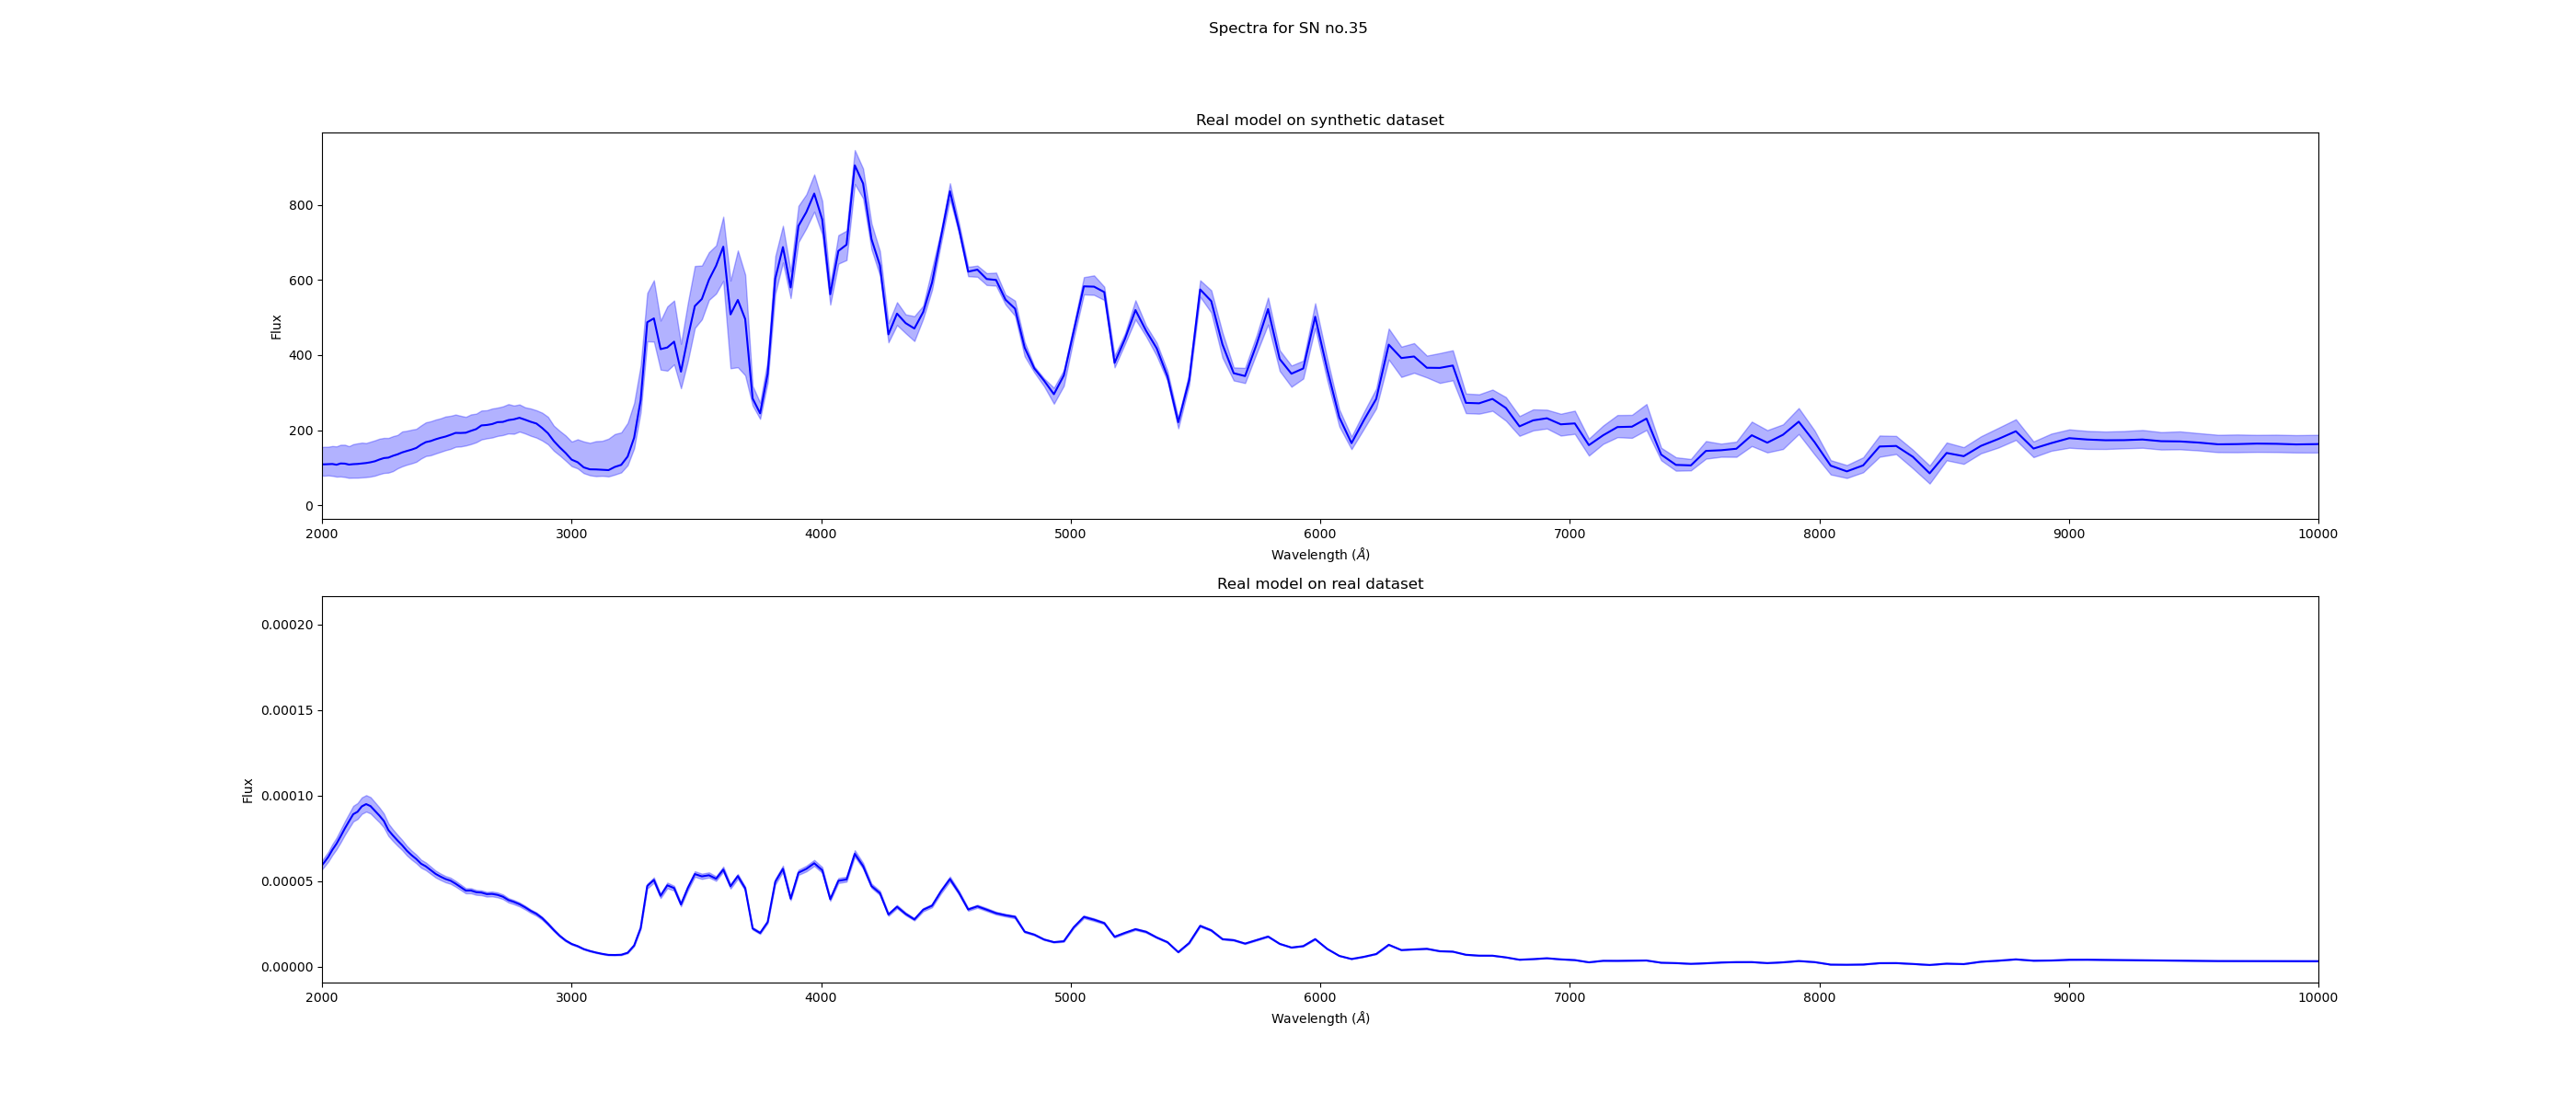 Spectra for SN no.35
Real model on synthetic dataset
Flux
800
600
400
200
0
2000 3000 4000 5000 6000 7000 8000 9000 10000
Wavelength (Å)
Real model on real dataset
Flux
0.00020
0.00015
0.00010
0.00005
0.00000
2000 3000 4000 5000 6000 7000 8000 9000 10000
Wavelength (Å)